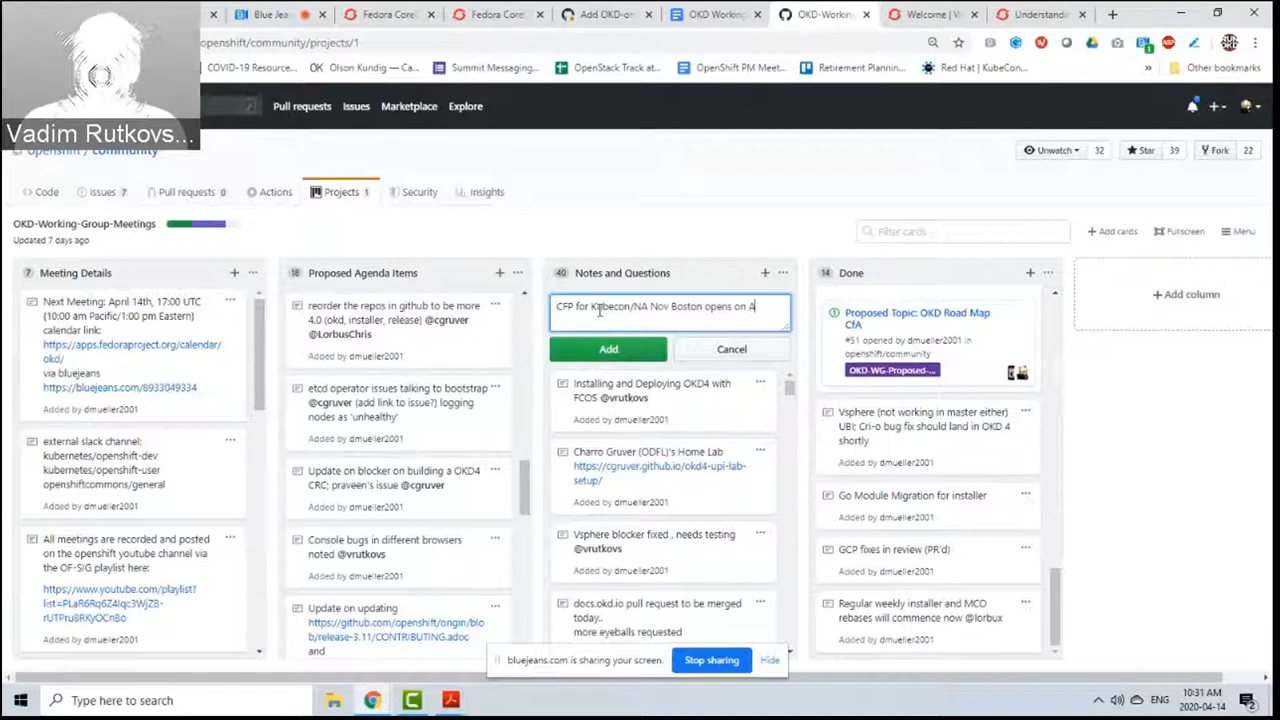 Blue Jean
Fedora Corel
Fedora Corel
Add OKD-on
OKD Working
OKD-Workin
Welcome | V
Understandin
openshift/community/projects/1
COVID-19 Resource...
OK Olson Kundig — Ca...
Summit Messaging...
OpenStack Track at...
OpenShift PM Meet...
Retirement Planning...
Red Hat | KubeCon...
»
Other bookmarks
Vadim Rutkovs...
/
Pull requests
Issues
Marketplace
Explore
openshift / community
Unwatch 32
Star 39
Fork 22
Code
Issues 7
Pull requests 0
Actions
Projects 1
Security
Insights
OKD-Working-Group-Meetings
Updated 7 days ago
Filter cards
+ Add cards
Fullscreen
Menu
7 Meeting Details
Next Meeting: April 14th, 17:00 UTC
(10:00 am Pacific/1:00 pm Eastern)
calendar link:
https://apps.fedoraproject.org/calendar/
okd/
via bluejeans
https://bluejeans.com/8933049334
Added by dmueller2001
external slack channel:
kubernetes/openshift-dev
kubernetes/openshift-user
openshiftcommons/general
Added by dmueller2001
All meetings are recorded and posted
on the openshift youtube channel via
the OF-SIG playlist here:
https://www.youtube.com/playlist?
list=PLaR6Rq6Z4Iqc3WjZB-
rUTPru8RKyOCnBo
Added by dmueller2001
18 Proposed Agenda Items
reorder the repos in github to be more
4.0 (okd, installer, release) @cgruver
@LorbusChris
Added by dmueller2001
etcd operator issues talking to bootstrap
@cgruver (add link to issue?) logging
nodes as 'unhealthy'
Added by dmueller2001
Update on blocker on building a OKD4
CRC; praveen's issue @cgruver
Added by dmueller2001
Console bugs in different browsers
noted @vrutkovs
Added by dmueller2001
Update on updating
https://github.com/openshift/origin/blo
b/release-3.11/CONTRIBUTING.adoc
and
40 Notes and Questions
CFP for Kubecon/NA Nov Boston opens on A
Add
Cancel
Installing and Deploying OKD4 with
FCOS @vrutkovs
Added by dmueller2001
Charro Gruver (ODFL)'s Home Lab
https://cgruver.github.io/okd4-upi-lab-
setup/
Added by dmueller2001
Vsphere blocker fixed , needs testing
@vrutkovs
Added by dmueller2001
docs.okd.io pull request to be merged
today..
more eyeballs requested
14 Done
Proposed Topic: OKD Road Map
CfA
#51 opened by dmueller2001 in
openshift/community
OKD-WG-Proposed-...
Vsphere (not working in master either)
UBI; Cri-o bug fix should land in OKD 4
shortly
Added by dmueller2001
Go Module Migration for installer
Added by dmueller2001
GCP fixes in review (PR'd)
Added by dmueller2001
Regular weekly installer and MCO
rebases will commence now @lorbux
Added by dmueller2001
+ Add column
bluejeans.com is sharing your screen.
Stop sharing
Hide
Type here to search
ENG
10:31 AM
2020-04-14